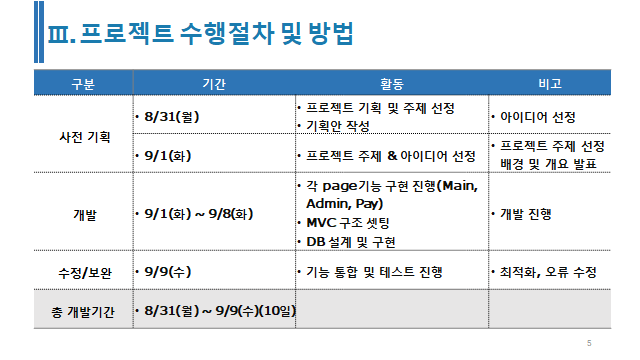 Ⅲ. 프로젝트 수행절차 및 방법
구분 기간 활동 비고
사전 기획
• 8/31(월)
• 프로젝트 기획 및 주제 선정
• 기획안 작성
• 아이디어 선정
• 9/1(화)
• 프로젝트 주제 & 아이디어 선정
• 프로젝트 주제 선정
배경 및 개요 발표
개발
• 9/1(화) ~ 9/8(화)
• 각 page기능 구현 진행(Main,
Admin, Pay)
• MVC 구조 셋팅
• DB 설계 및 구현
• 개발 진행
수정/보완
• 9/9(수)
• 기능 통합 및 테스트 진행
• 최적화, 오류 수정
총 개발기간
• 8/31(월) ~ 9/9(수)(10일)
5